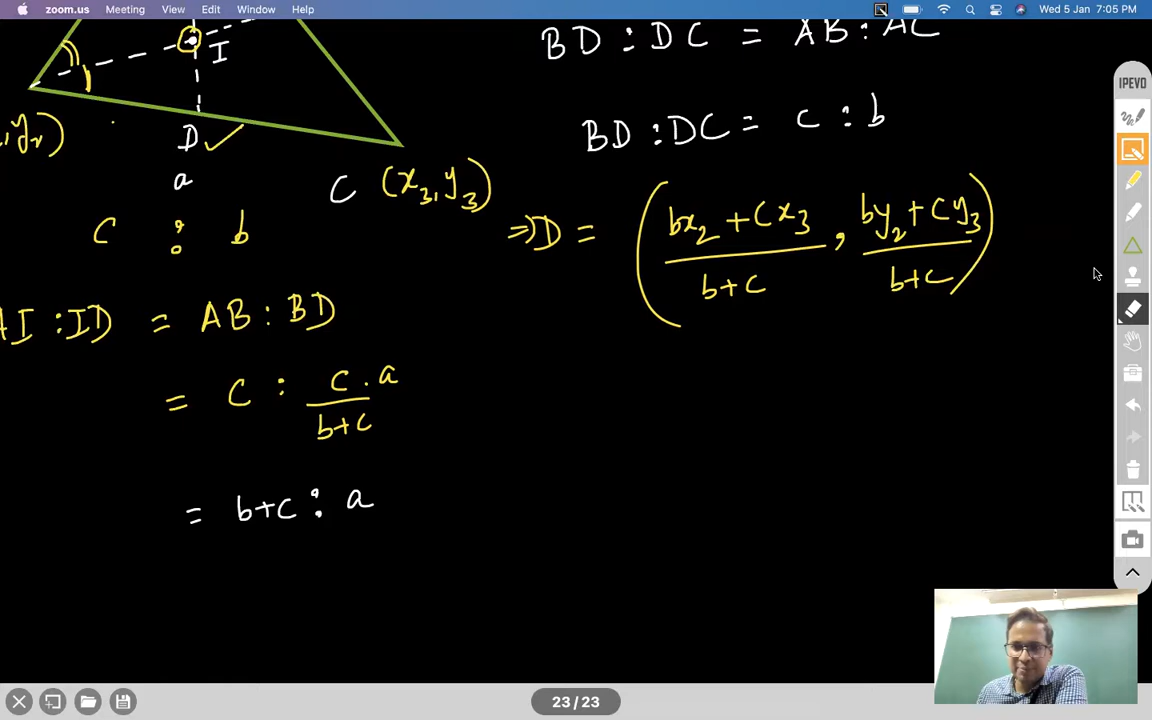 zoom.us Meeting View Edit Window Help Wed 5 Jan 7:05 PM
IPEVO
BD : DC = AB : AC
I
,y₂)
D
a
C (x₃,y₃)
c : b
BD : DC = c : b
⇒ D = ( (bx₂ + cx₃)/(b+c) , (by₂ + cy₃)/(b+c) )
AI : ID = AB : BD
= c : (c . a)/(b+c)
= b+c : a
23/23